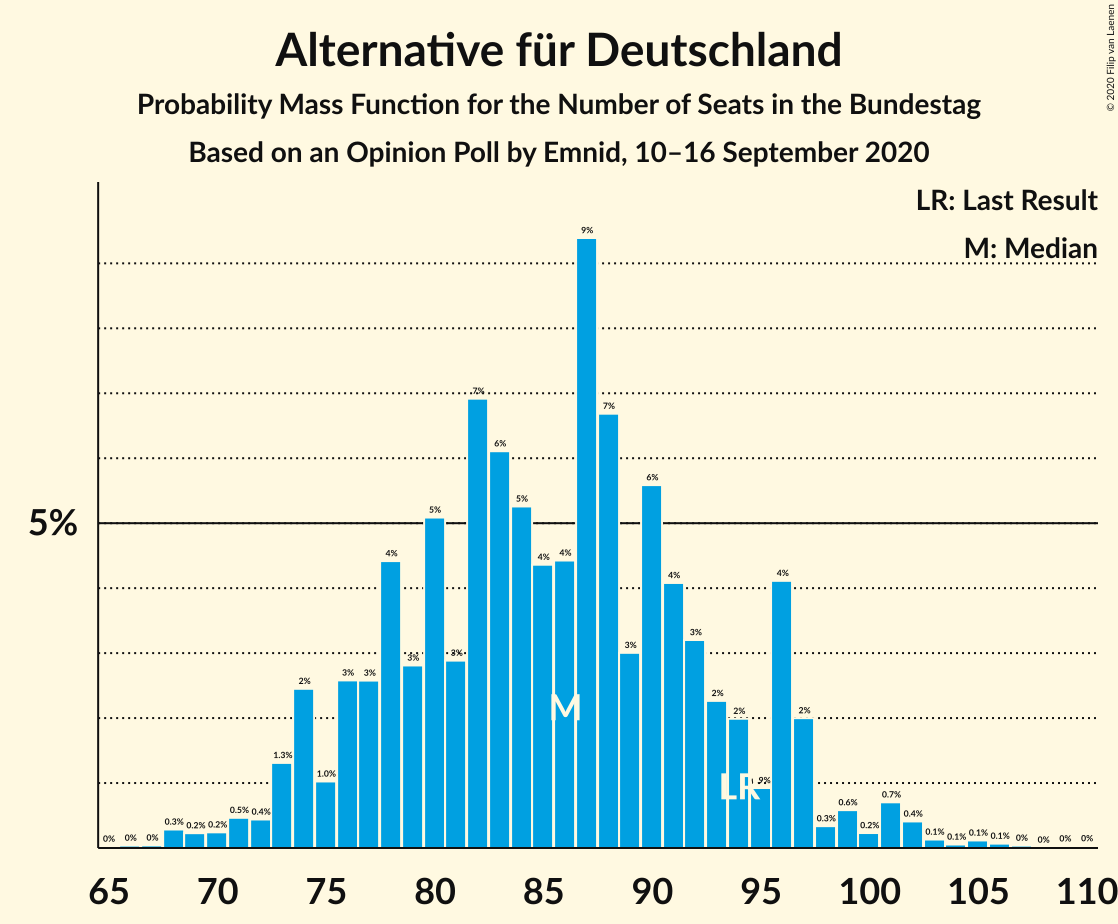 Alternative für Deutschland
Probability Mass Function for the Number of Seats in the Bundestag
Based on an Opinion Poll by Emnid, 10–16 September 2020
© 2020 Filip van Laenen
LR: Last Result
M: Median
5%
0% 0% 0% 0.3% 0.2% 0.2% 0.5% 0.4% 1.3% 2% 1.0% 3% 3% 4% 3% 5% 3% 7% 6% 5% 4% 4% 9% 7% 3% 6% 4% 3% 2% 2% 0.9% 4% 2% 0.3% 0.6% 0.2% 0.7% 0.4% 0.1% 0.1% 0.1% 0.1% 0% 0% 0% 0%
M
LR
65 70 75 80 85 90 95 100 105 110